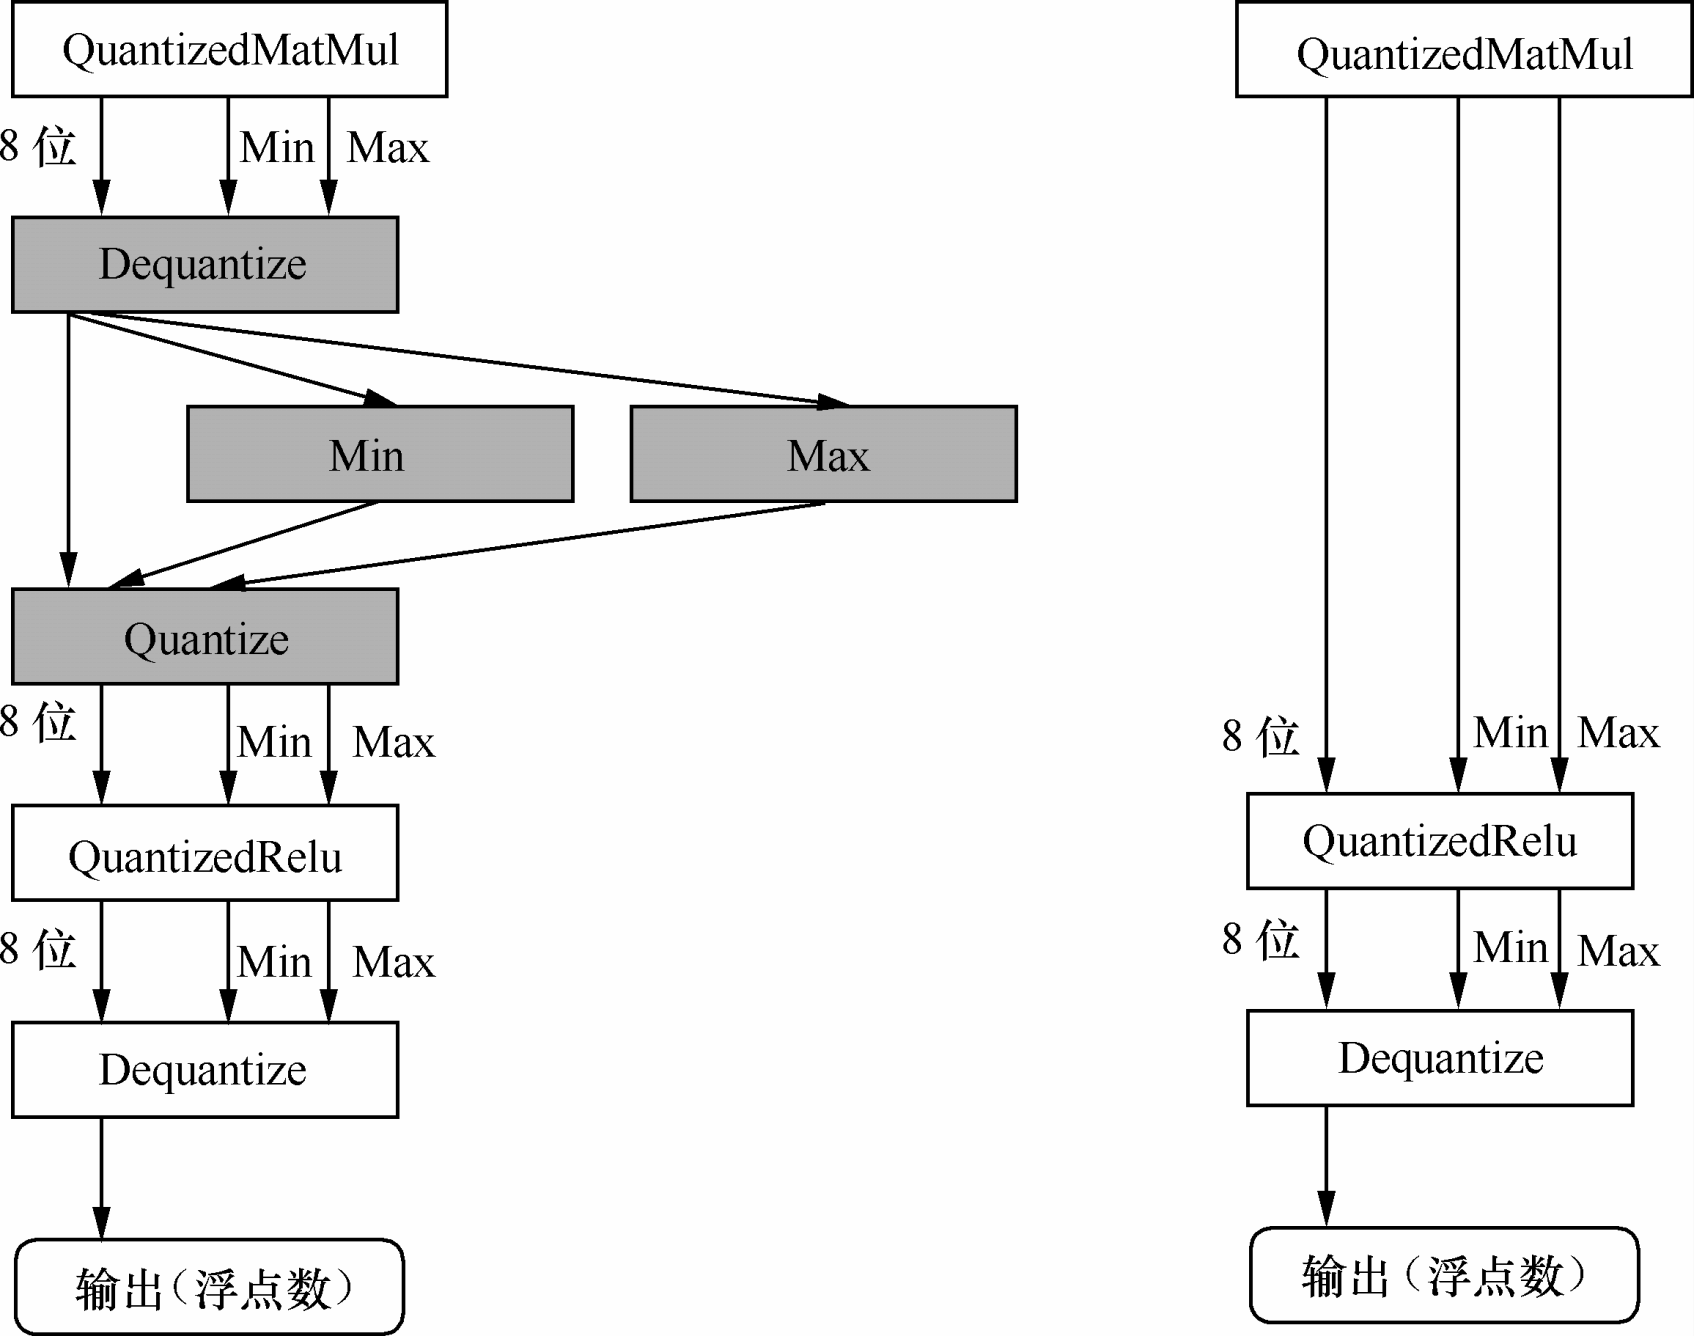 QuantizedMatMul
8 位 Min Max
Dequantize
Min Max
Quantize
8 位 Min Max
QuantizedRelu
8 位 Min Max
Dequantize
输出（浮点数）
QuantizedMatMul
8 位 Min Max
QuantizedRelu
8 位 Min Max
Dequantize
输出（浮点数）